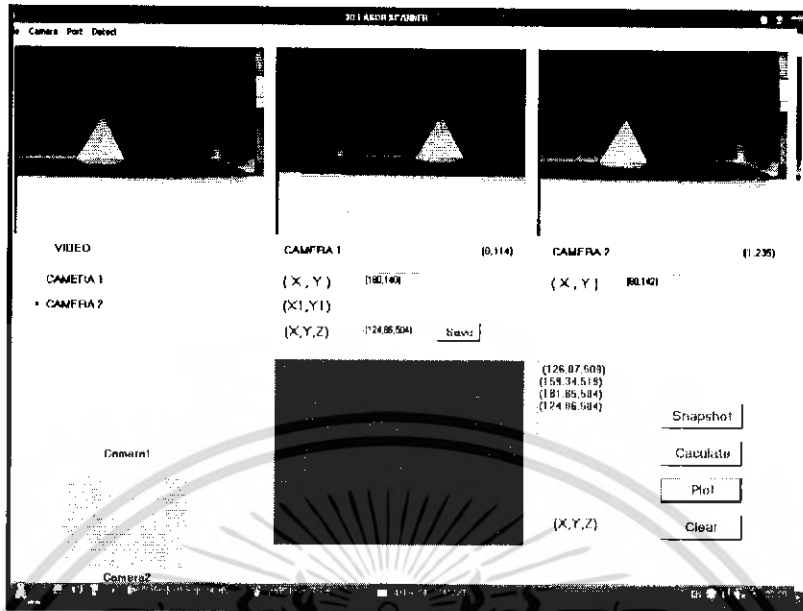 3D LASOR SCANNER
Camera Port Detect
VIDEO
CAMERA 1
CAMERA 2
CAMERA 1 (0,114)
(X, Y) (180,140)
(X1,Y1)
(X,Y,Z) (124,86,504) Save
CAMERA 2 (1,235)
(X, Y) (80,142)
(126,87,509)
(159,34,519)
(181,85,504)
(124,86,504)
(X,Y,Z)
Snapshot
Caculate
Plot
Clear
Camera1
Camera2